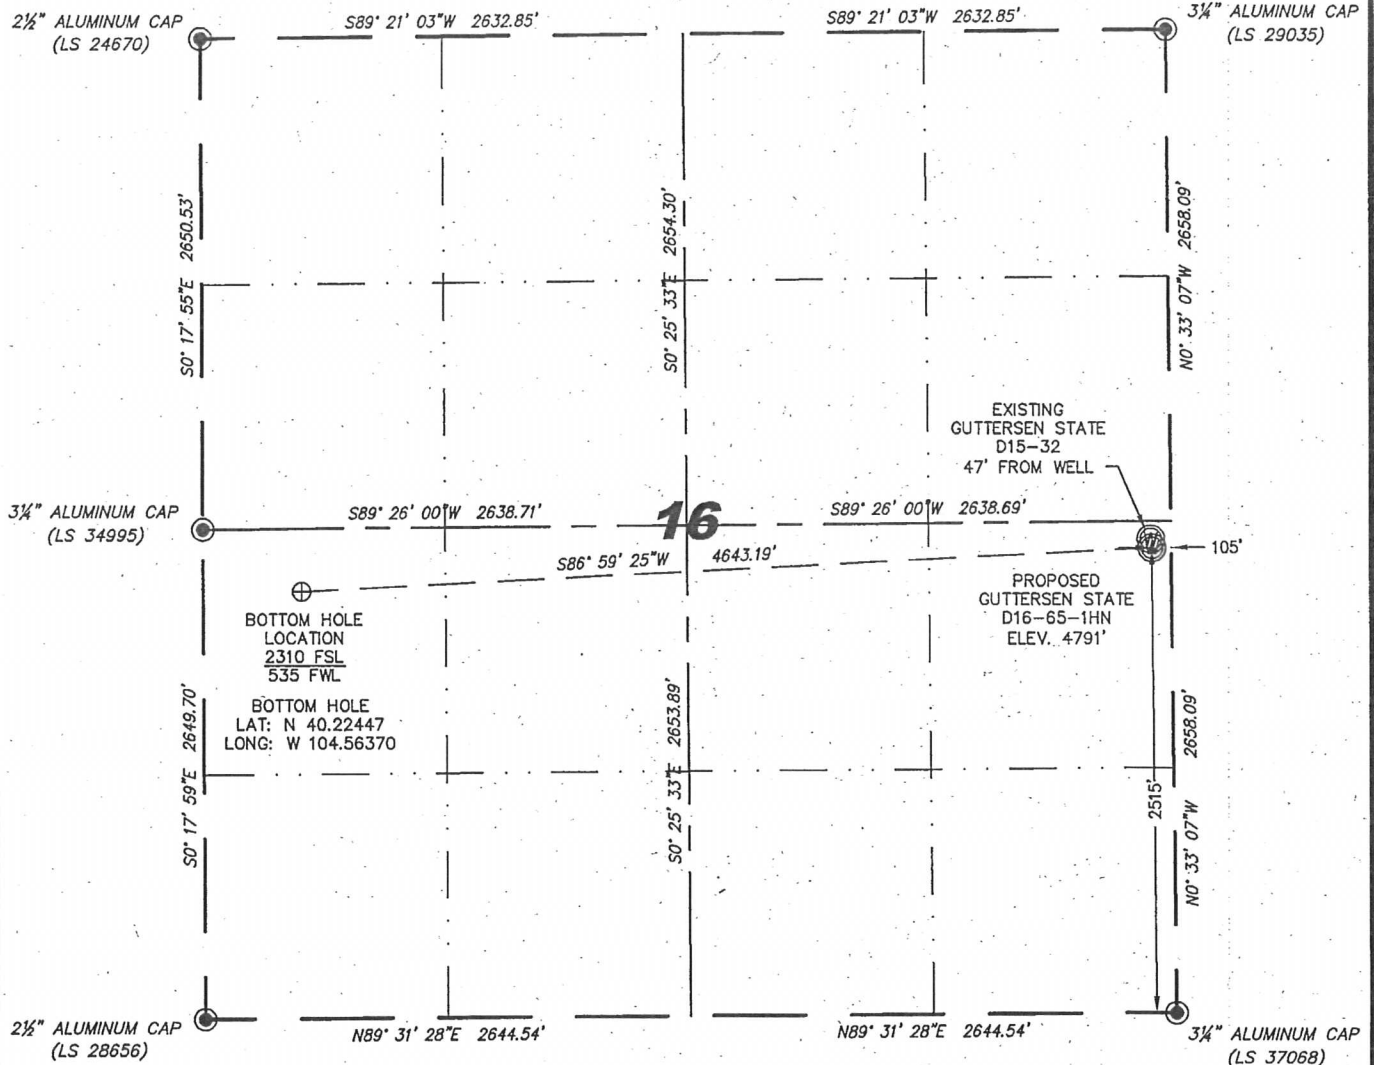 2½" ALUMINUM CAP
(LS 24670)
S89° 21' 03"W 2632.85'
S89° 21' 03"W 2632.85'
3¼" ALUMINUM CAP
(LS 29035)
S0° 17' 55"E 2650.53'
S0° 25' 33"E 2654.30'
N0° 33' 07"W 2658.09'
EXISTING
GUTTERSEN STATE
D15-32
47' FROM WELL
3¼" ALUMINUM CAP
(LS 34995)
S89° 26' 00"W 2638.71'
16
S89° 26' 00"W 2638.69'
105'
S86° 59' 25"W 4643.19'
PROPOSED
GUTTERSEN STATE
D16-65-1HN
ELEV. 4791'
BOTTOM HOLE
LOCATION
2310 FSL
535 FWL
BOTTOM HOLE
LAT: N 40.22447
LONG: W 104.56370
S0° 17' 59"E 2649.70'
S0° 25' 33"E 2653.89'
2515'
N0° 33' 07"W 2658.09'
2½" ALUMINUM CAP
(LS 28656)
N89° 31' 28"E 2644.54'
N89° 31' 28"E 2644.54'
3¼" ALUMINUM CAP
(LS 37068)